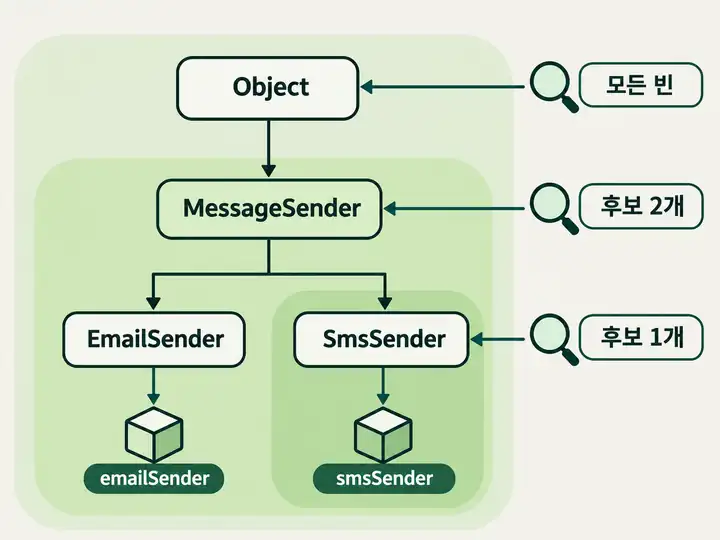 Object
모든 빈
MessageSender
후보 2개
EmailSender
SmsSender
후보 1개
emailSender
smsSender